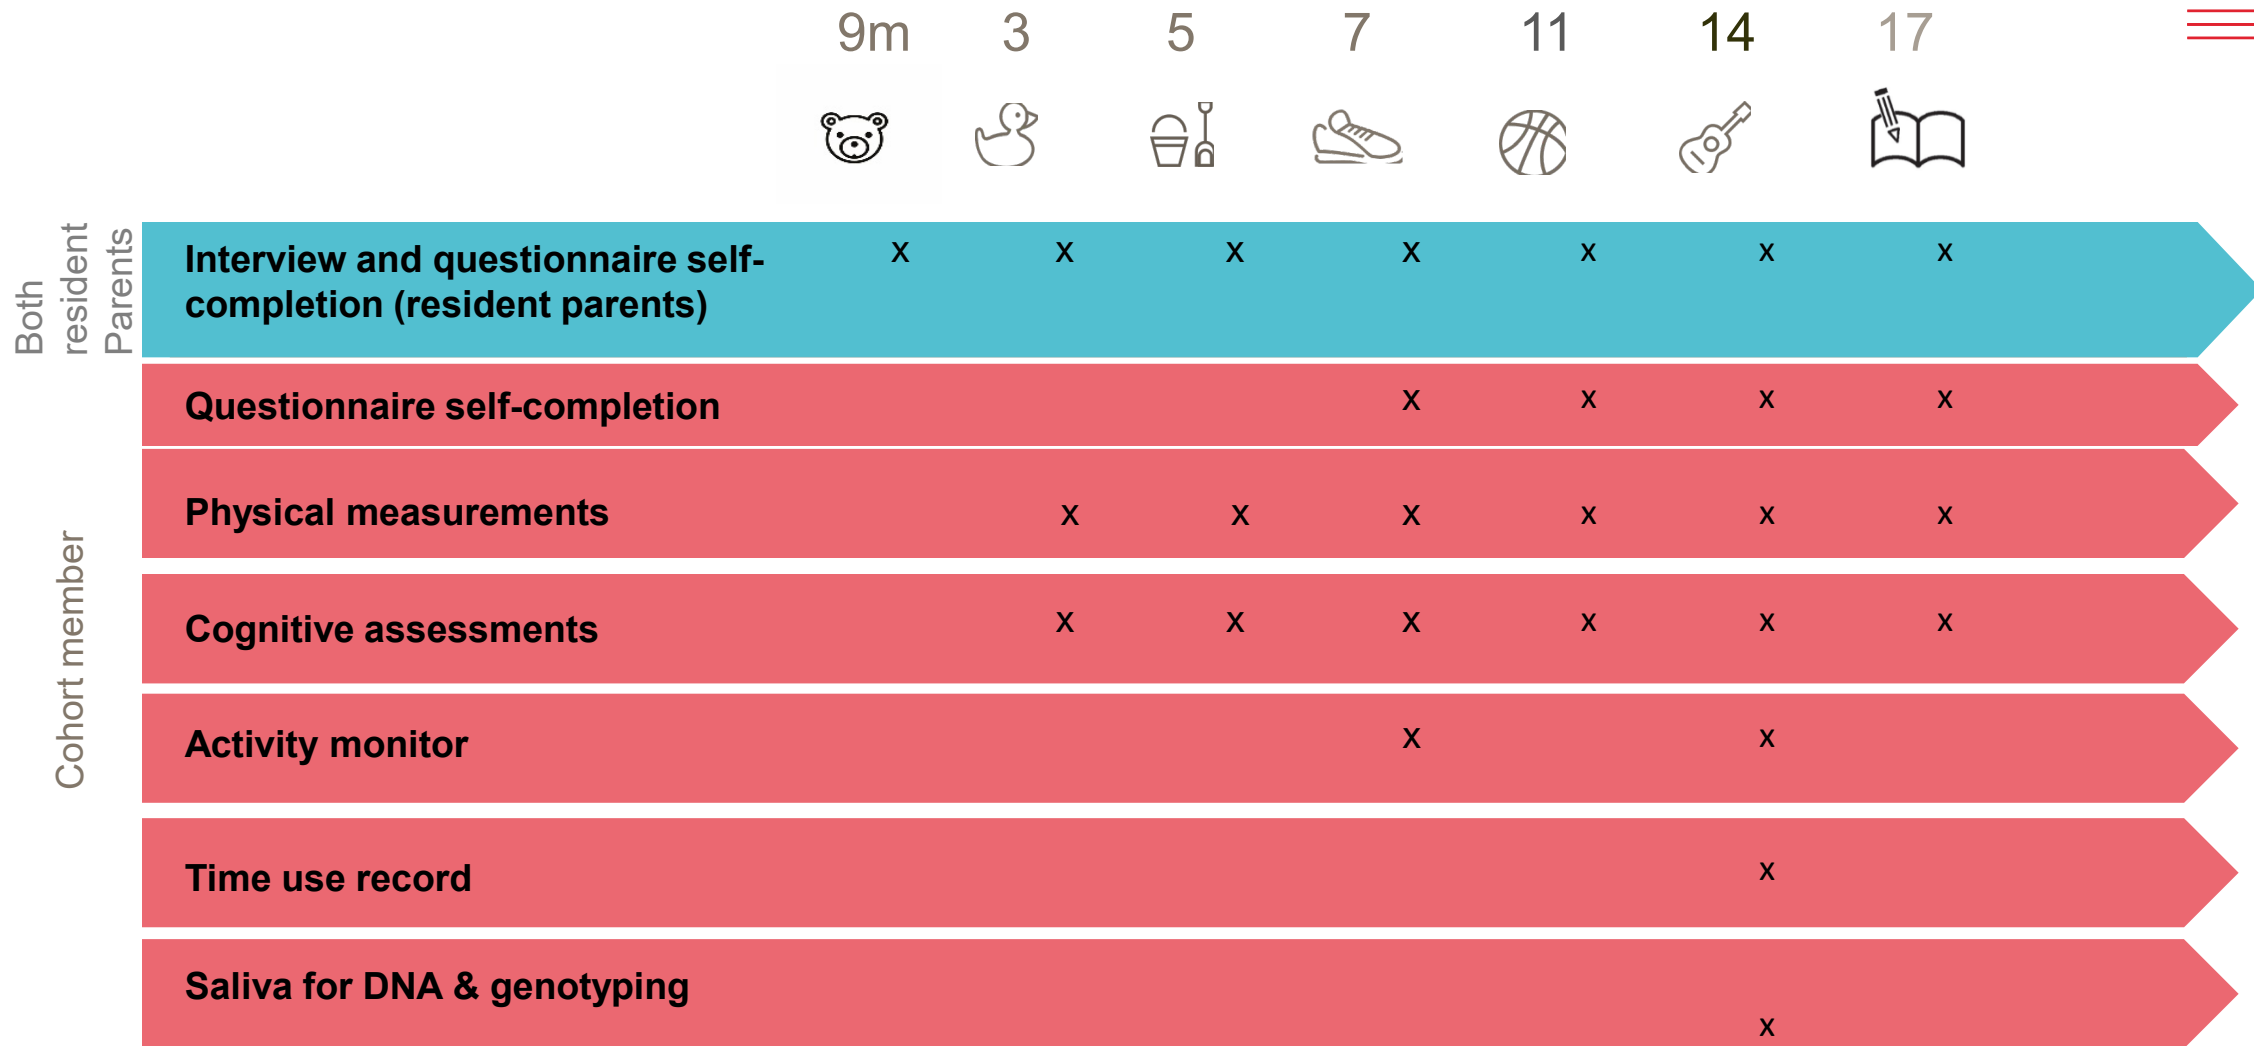 9m 3 5 7 11 14 17
Both
resident
Parents
Interview and questionnaire self-
completion (resident parents)
x x x x x x x
Questionnaire self-completion
x x x x
Cohort member
Physical measurements
x x x x x x
Cognitive assessments
x x x x x x
Activity monitor
x x
Time use record
x
Saliva for DNA & genotyping
x